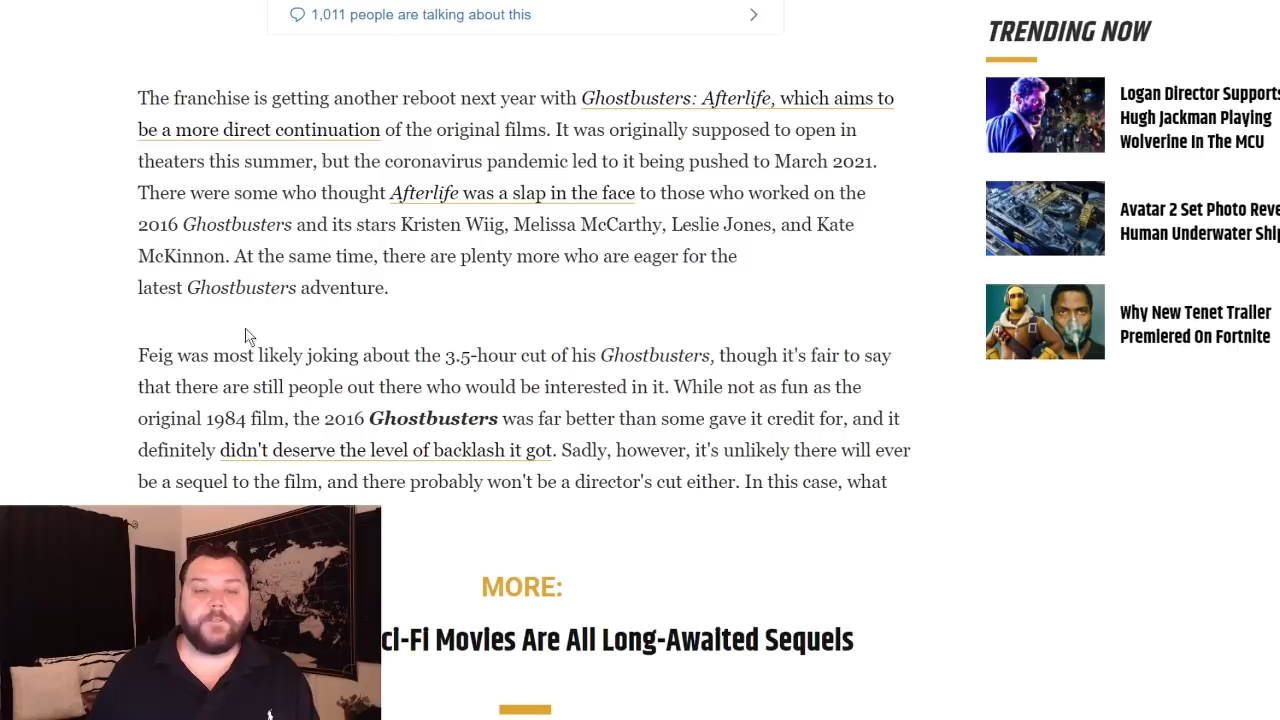 1,011 people are talking about this
The franchise is getting another reboot next year with Ghostbusters: Afterlife, which aims to
be a more direct continuation of the original films. It was originally supposed to open in
theaters this summer, but the coronavirus pandemic led to it being pushed to March 2021.
There were some who thought Afterlife was a slap in the face to those who worked on the
2016 Ghostbusters and its stars Kristen Wiig, Melissa McCarthy, Leslie Jones, and Kate
McKinnon. At the same time, there are plenty more who are eager for the
latest Ghostbusters adventure.
Feig was most likely joking about the 3.5-hour cut of his Ghostbusters, though it's fair to say
that there are still people out there who would be interested in it. While not as fun as the
original 1984 film, the 2016 Ghostbusters was far better than some gave it credit for, and it
definitely didn't deserve the level of backlash it got. Sadly, however, it's unlikely there will ever
be a sequel to the film, and there probably won't be a director's cut either. In this case, what
MORE:
ci-Fi Movies Are All Long-Awaited Sequels
TRENDING NOW
Logan Director Supports
Hugh Jackman Playing
Wolverine In The MCU
Avatar 2 Set Photo Reve
Human Underwater Ship
Why New Tenet Trailer
Premiered On Fortnite